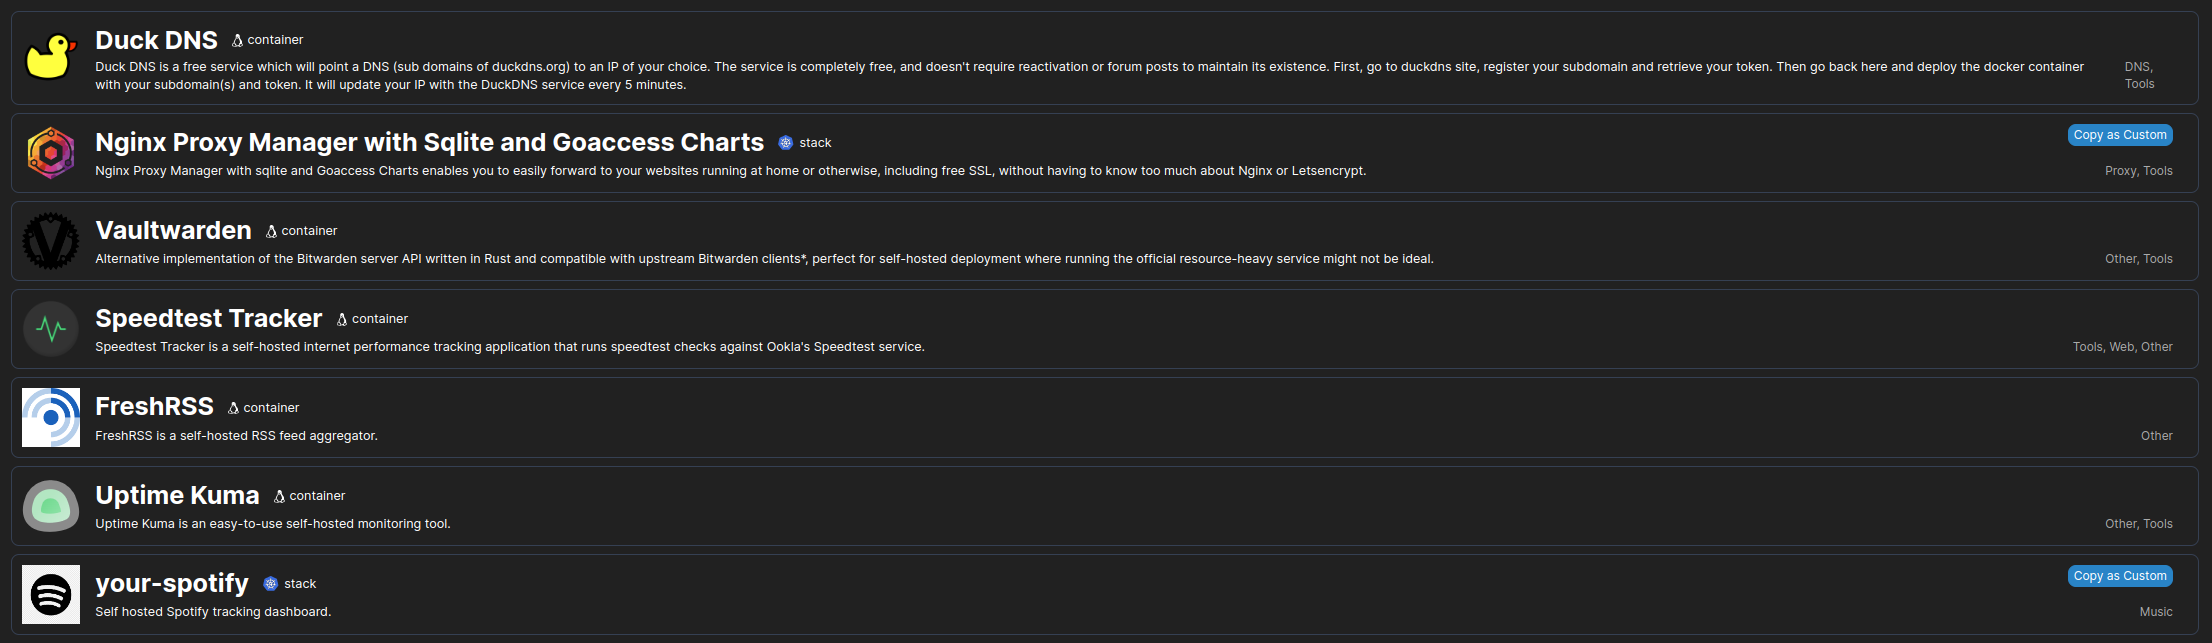 Duck DNS container
Duck DNS is a free service which will point a DNS (sub domains of duckdns.org) to an IP of your choice. The service is completely free, and doesn't require reactivation or forum posts to maintain its existence. First, go to duckdns site, register your subdomain and retrieve your token. Then go back here and deploy the docker container
with your subdomain(s) and token. It will update your IP with the DuckDNS service every 5 minutes.
DNS,
Tools
Nginx Proxy Manager with Sqlite and Goaccess Charts stack
Copy as Custom
Nginx Proxy Manager with sqlite and Goaccess Charts enables you to easily forward to your websites running at home or otherwise, including free SSL, without having to know too much about Nginx or Letsencrypt.
Proxy, Tools
Vaultwarden container
Alternative implementation of the Bitwarden server API written in Rust and compatible with upstream Bitwarden clients*, perfect for self-hosted deployment where running the official resource-heavy service might not be ideal.
Other, Tools
Speedtest Tracker container
Speedtest Tracker is a self-hosted internet performance tracking application that runs speedtest checks against Ookla's Speedtest service.
Tools, Web, Other
FreshRSS container
FreshRSS is a self-hosted RSS feed aggregator.
Other
Uptime Kuma container
Uptime Kuma is an easy-to-use self-hosted monitoring tool.
Other, Tools
your-spotify stack
Copy as Custom
Self hosted Spotify tracking dashboard.
Music